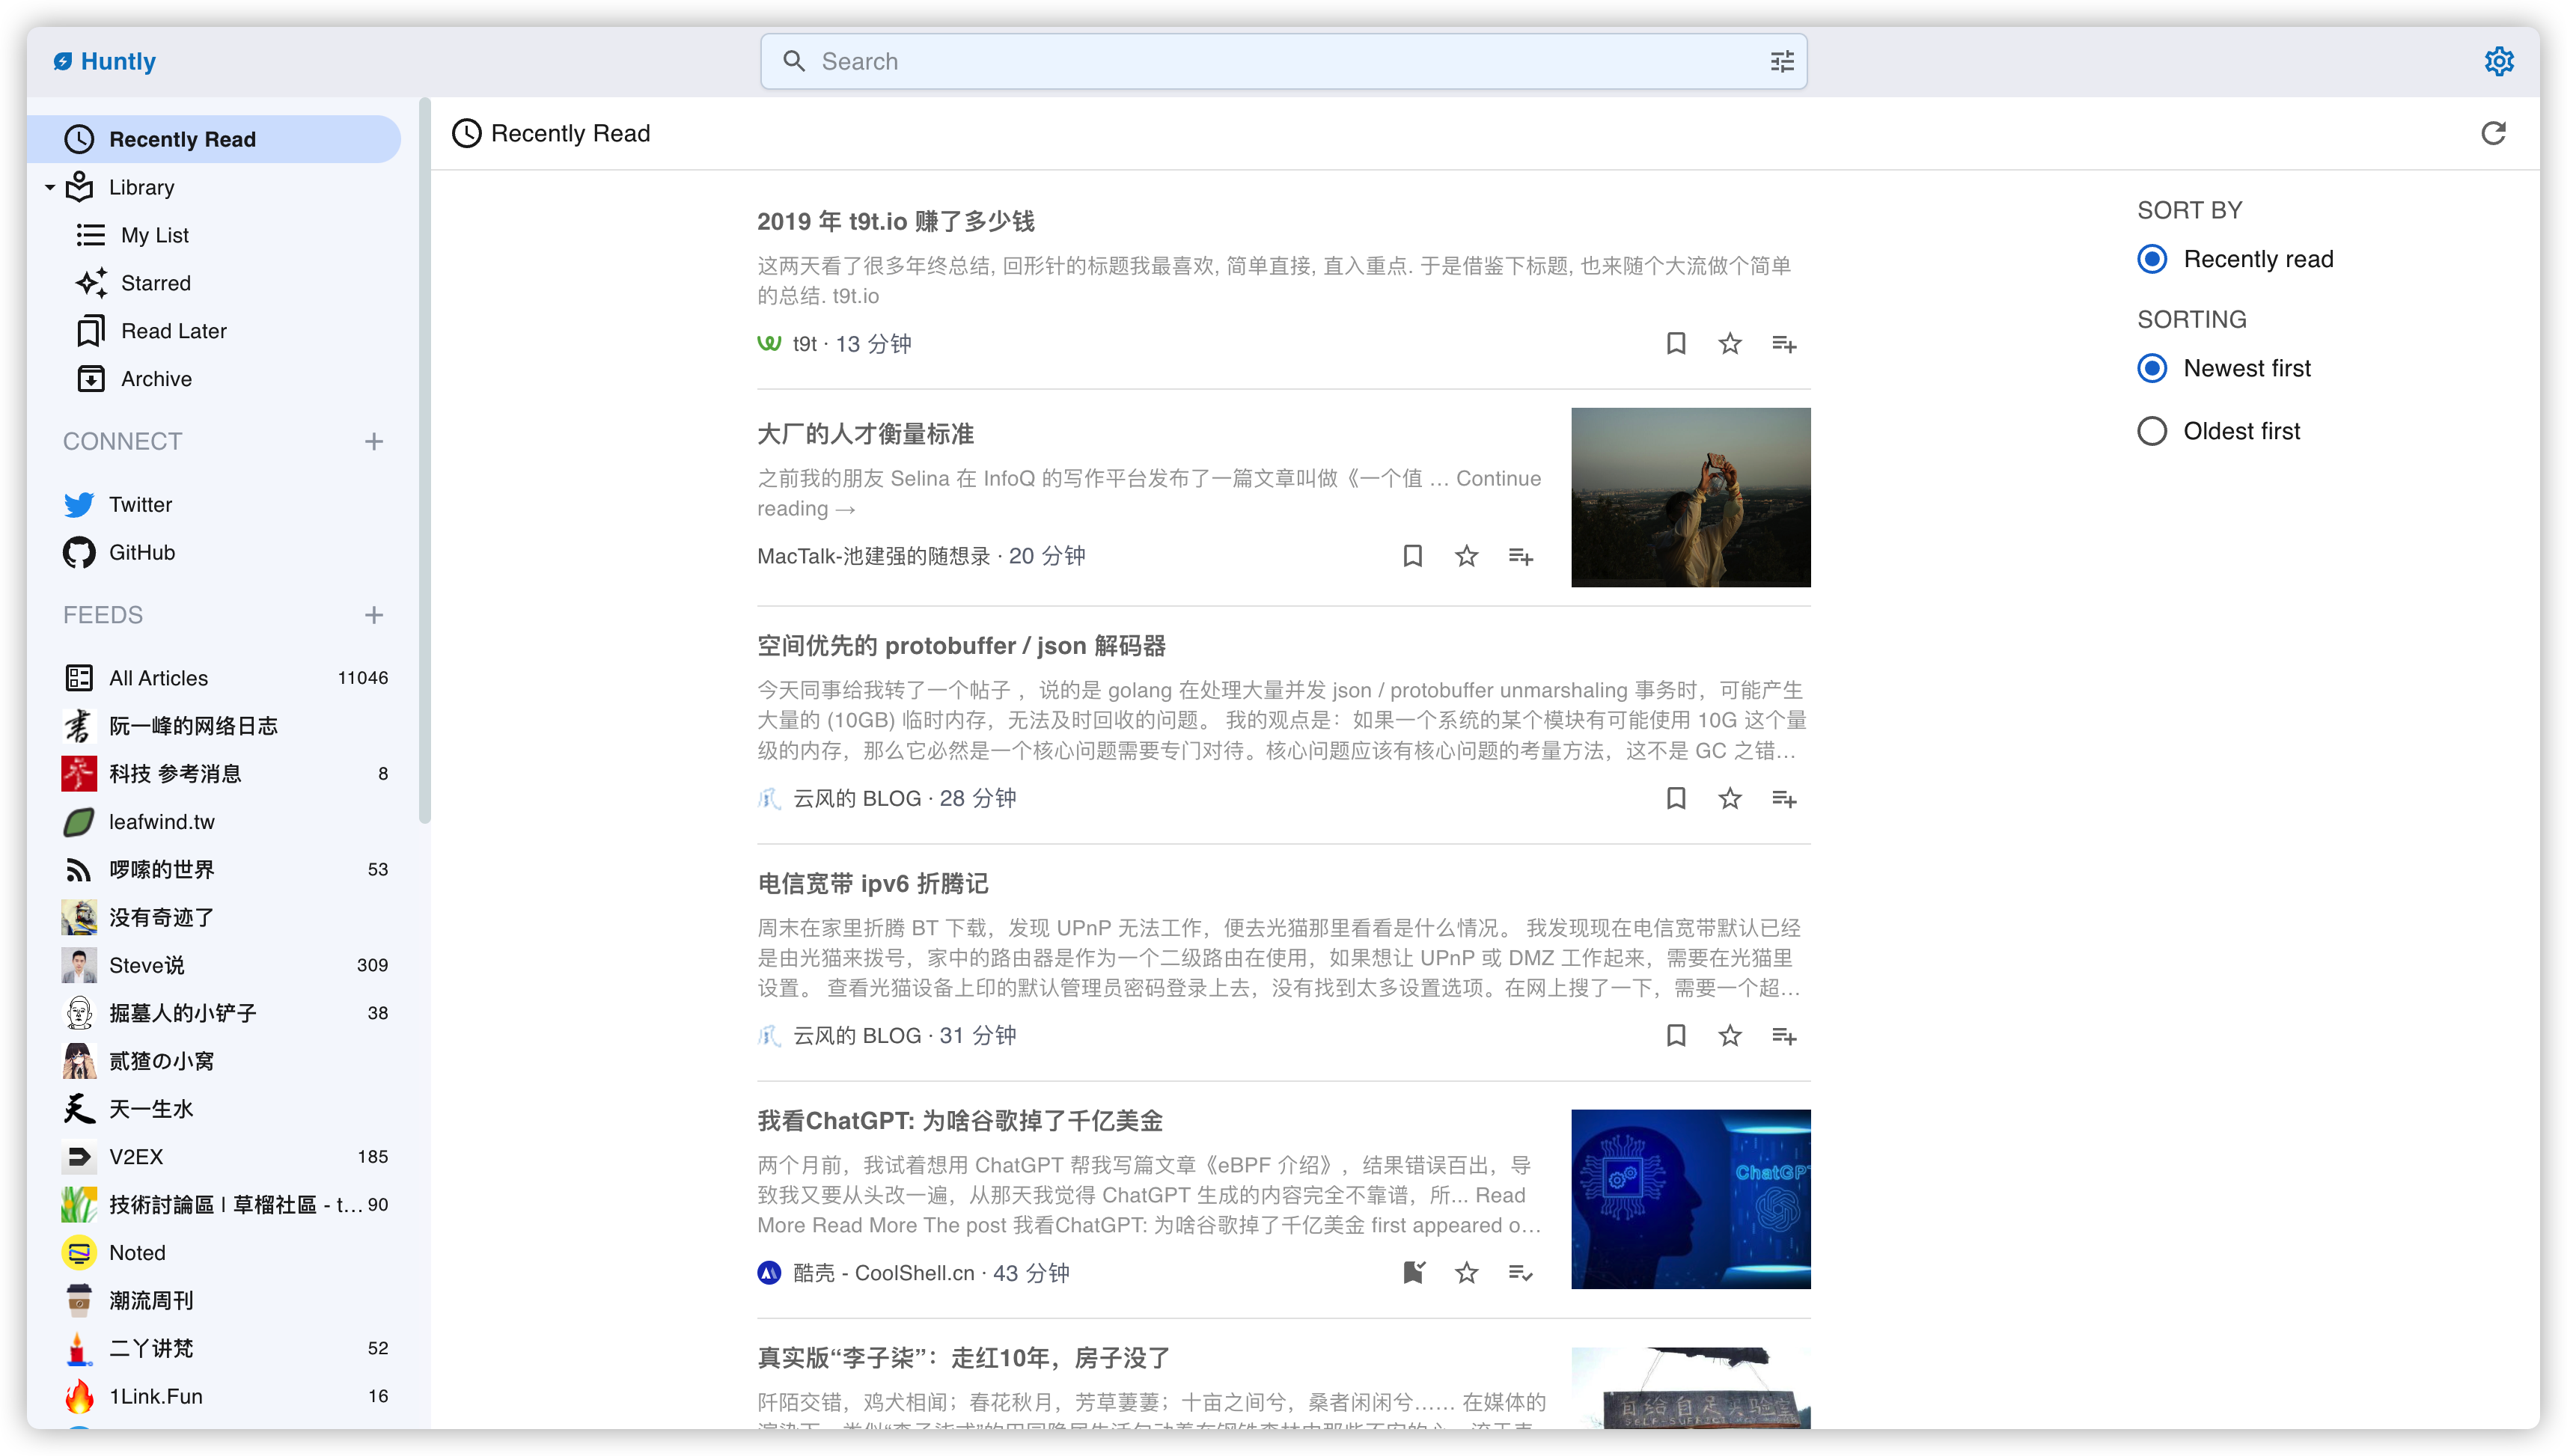 Huntly
Search
Recently Read
Library
My List
Starred
Read Later
Archive
CONNECT
Twitter
GitHub
FEEDS
All Articles 11046
阮一峰的网络日志
科技 参考消息 8
leafwind.tw
啰嗦的世界 53
没有奇迹了
Steve说 309
掘墓人的小铲子 38
贰猹の小窝
天一生水
V2EX 185
技術討論區 | 草榴社區 - t... 90
Noted
潮流周刊
二丫讲梵 52
1Link.Fun 16
Recently Read
2019 年 t9t.io 赚了多少钱
这两天看了很多年终总结, 回形针的标题我最喜欢, 简单直接, 直入重点. 于是借鉴下标题, 也来随个大流做个简单
的总结. t9t.io
t9t · 13 分钟
大厂的人才衡量标准
之前我的朋友 Selina 在 InfoQ 的写作平台发布了一篇文章叫做《一个值 … Continue
reading →
MacTalk-池建强的随想录 · 20 分钟
空间优先的 protobuffer / json 解码器
今天同事给我转了一个帖子 ，说的是 golang 在处理大量并发 json / protobuffer unmarshaling 事务时，可能产生
大量的 (10GB) 临时内存，无法及时回收的问题。 我的观点是：如果一个系统的某个模块有可能使用 10G 这个量
级的内存，那么它必然是一个核心问题需要专门对待。核心问题应该有核心问题的考量方法，这不是 GC 之错...
云风的 BLOG · 28 分钟
电信宽带 ipv6 折腾记
周末在家里折腾 BT 下载，发现 UPnP 无法工作，便去光猫那里看看是什么情况。 我发现现在电信宽带默认已经
是由光猫来拨号，家中的路由器是作为一个二级路由在使用，如果想让 UPnP 或 DMZ 工作起来，需要在光猫里
设置。 查看光猫设备上印的默认管理员密码登录上去，没有找到太多设置选项。在网上搜了一下，需要一个超...
云风的 BLOG · 31 分钟
我看ChatGPT: 为啥谷歌掉了千亿美金
两个月前，我试着想用 ChatGPT 帮我写篇文章《eBPF 介绍》，结果错误百出，导
致我又要从头改一遍，从那天我觉得 ChatGPT 生成的内容完全不靠谱，所... Read
More Read More The post 我看ChatGPT: 为啥谷歌掉了千亿美金 first appeared o...
ChatGPT
酷壳 - CoolShell.cn · 43 分钟
真实版“李子柒”：走红10年，房子没了
阡陌交错，鸡犬相闻；春花秋月，芳草萋萋；十亩之间兮，桑者闲闲兮…… 在媒体的
自给自足实验室
SORT BY
Recently read
SORTING
Newest first
Oldest first